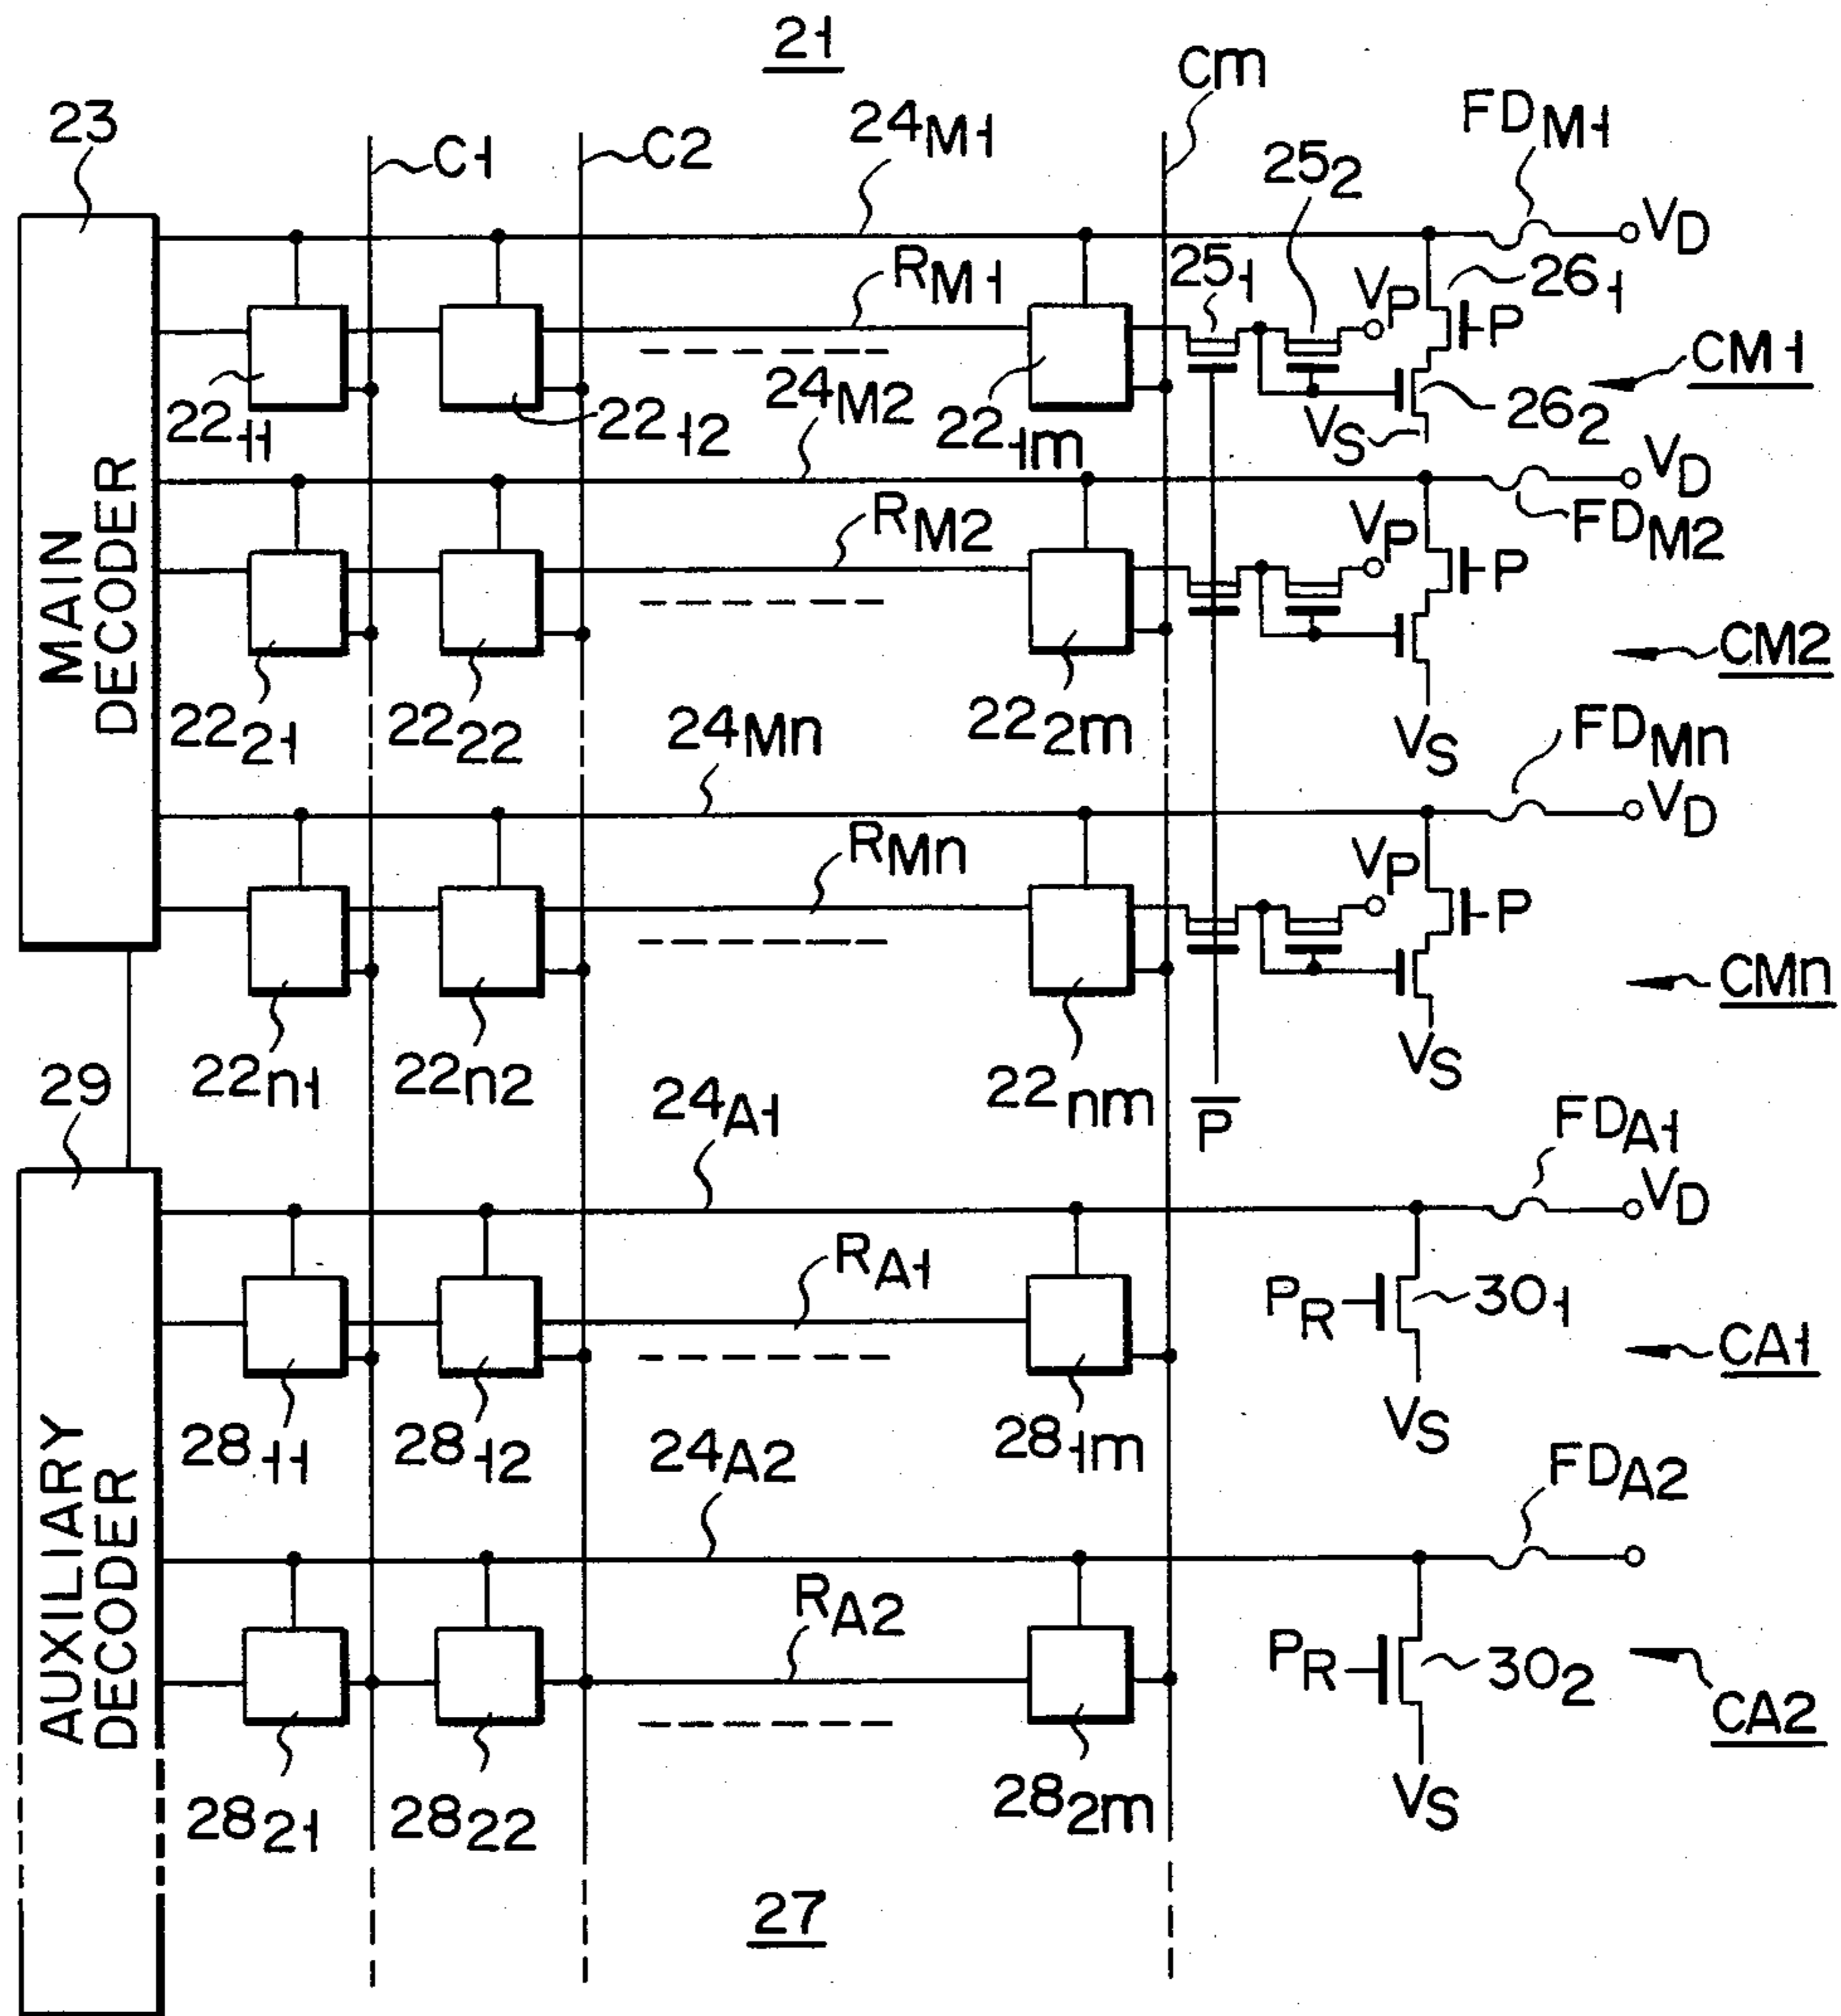 21
23
C1
C2
24M1
Cm
FDM1
252
VD
RM1
251
VP
261
P
CM1
2211
2212
24M2
221m
VS
262
VD
MAIN DECODER
RM2
VP
FDM2
P
CM2
2221
2222
24Mn
222m
VS
FDMn
VD
RMn
VP
P
CMn
22n1
22n2
22nm
P̅
VS
29
24A1
FDA1
VD
RA1
PR
301
CA1
2811
2812
24A2
281m
VS
FDA2
AUXILIARY DECODER
RA2
PR
302
CA2
2821
2822
282m
VS
27